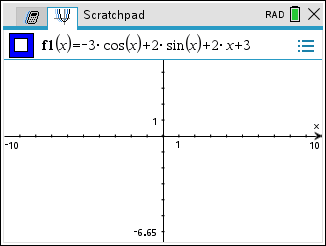 Scratchpad RAD
f1(x)=-3·cos(x)+2·sin(x)+2·x+3
1
x
-10 1 10
-6.65